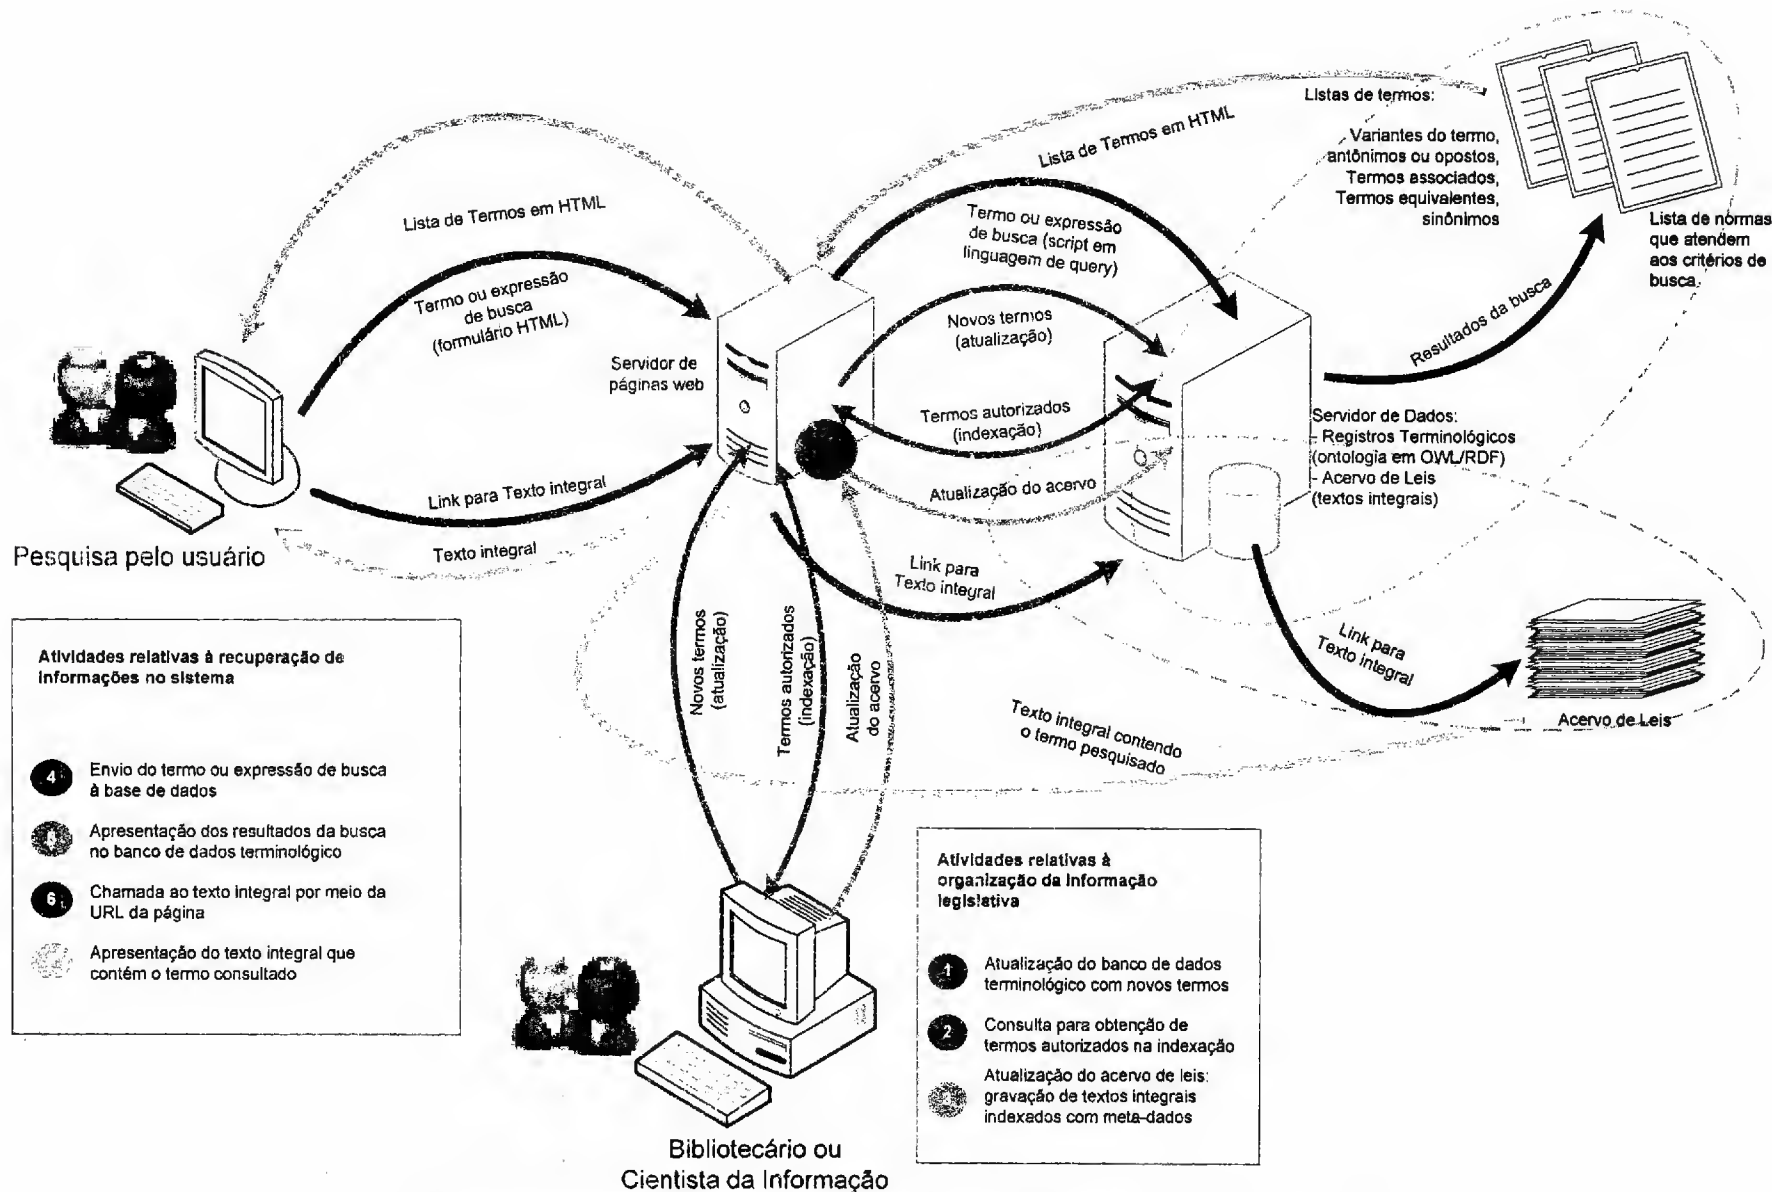 Listas de termos:
Variantes do termo,
antônimos ou opostos,
Termos associados,
Termos equivalentes,
sinônimos
Lista de normas
que atendem
aos critérios de
busca.
Lista de Termos em HTML
Lista de Termos em HTML
Termo ou expressão
de busca (script em
linguagem de query)
Termo ou expressão
de busca
(formulário HTML)
Novos termos
(atualização)
Resultados da busca
Servidor de
páginas web
Termos autorizados
(indexação)
Servidor de Dados:
- Registros Terminológicos
(ontologia em OWL/RDF)
- Acervo de Leis
(textos integrais)
Link para Texto integral
Atualização do acervo
Texto integral
Pesquisa pelo usuário
Link para
Texto integral
Link para
Texto integral
Novos termos
(atualização)
Termos autorizados
(indexação)
Atualização
do acervo
Texto integral contendo
o termo pesquisado
Acervo de Leis
Atividades relativas à recuperação de
informações no sistema
4 Envio do termo ou expressão de busca
à base de dados
Apresentação dos resultados da busca
no banco de dados terminológico
6 Chamada ao texto integral por meio da
URL da página
Apresentação do texto integral que
contém o termo consultado
Atividades relativas à
organização da informação
legislativa
1 Atualização do banco de dados
terminológico com novos termos
2 Consulta para obtenção de
termos autorizados na indexação
Atualização do acervo de leis:
gravação de textos integrais
indexados com meta-dados
Bibliotecário ou
Cientista da Informação